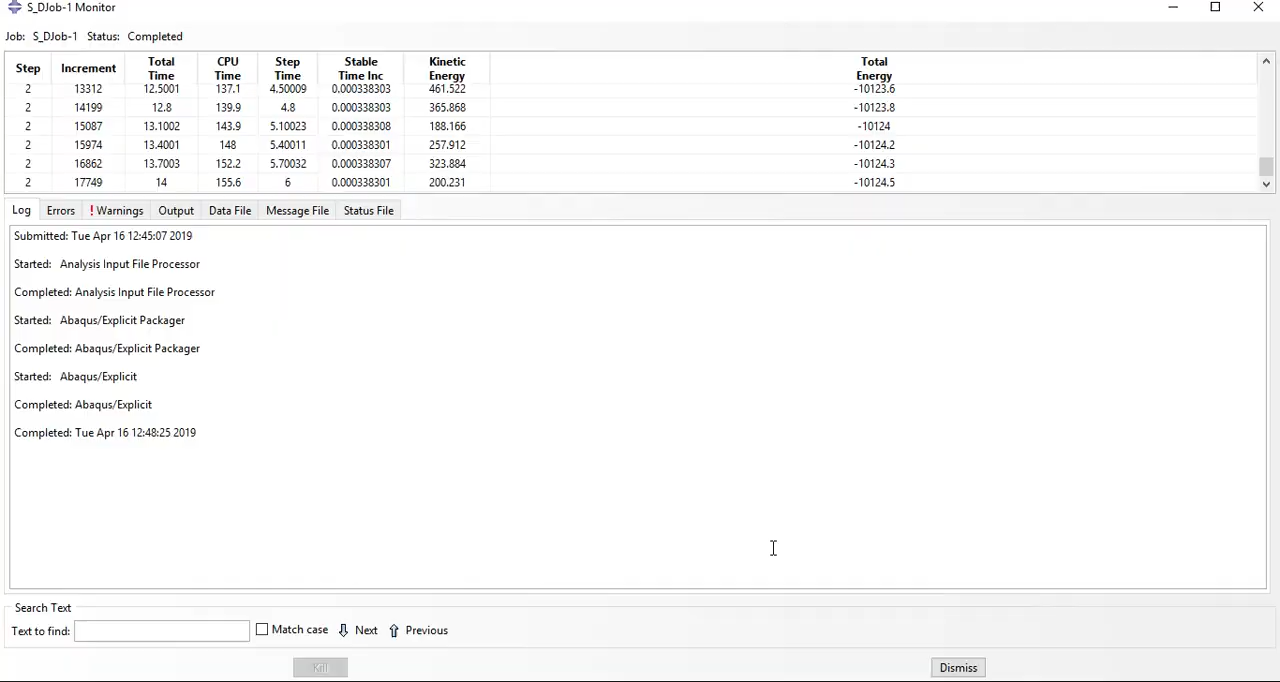 S_DJob-1 Monitor
Job: S_DJob-1 Status: Completed
Step Increment Total Time CPU Time Step Time Stable Time Inc Kinetic Energy Total Energy
2 13312 12.5001 137.1 4.50009 0.000338303 461.522 -10123.6
2 14199 12.8 139.9 4.8 0.000338303 365.868 -10123.8
2 15087 13.1002 143.9 5.10023 0.000338308 188.166 -10124
2 15974 13.4001 148 5.40011 0.000338301 257.912 -10124.2
2 16862 13.7003 152.2 5.70032 0.000338307 323.884 -10124.3
2 17749 14 155.6 6 0.000338301 200.231 -10124.5
Log Errors ! Warnings Output Data File Message File Status File
Submitted: Tue Apr 16 12:45:07 2019
Started: Analysis Input File Processor
Completed: Analysis Input File Processor
Started: Abaqus/Explicit Packager
Completed: Abaqus/Explicit Packager
Started: Abaqus/Explicit
Completed: Abaqus/Explicit
Completed: Tue Apr 16 12:48:25 2019
Search Text
Text to find: Match case Next Previous
Kill Dismiss